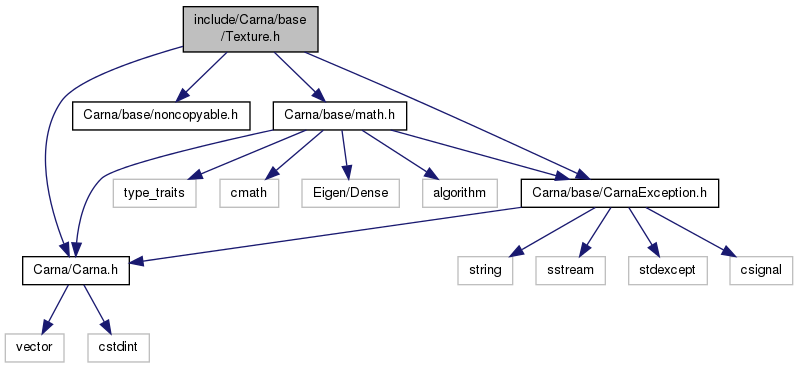 include/Carna/base
/Texture.h
Carna/base/noncopyable.h
Carna/base/math.h
type_traits
cmath
Eigen/Dense
algorithm
Carna/base/CarnaException.h
Carna/Carna.h
string
sstream
stdexcept
csignal
vector
cstdint